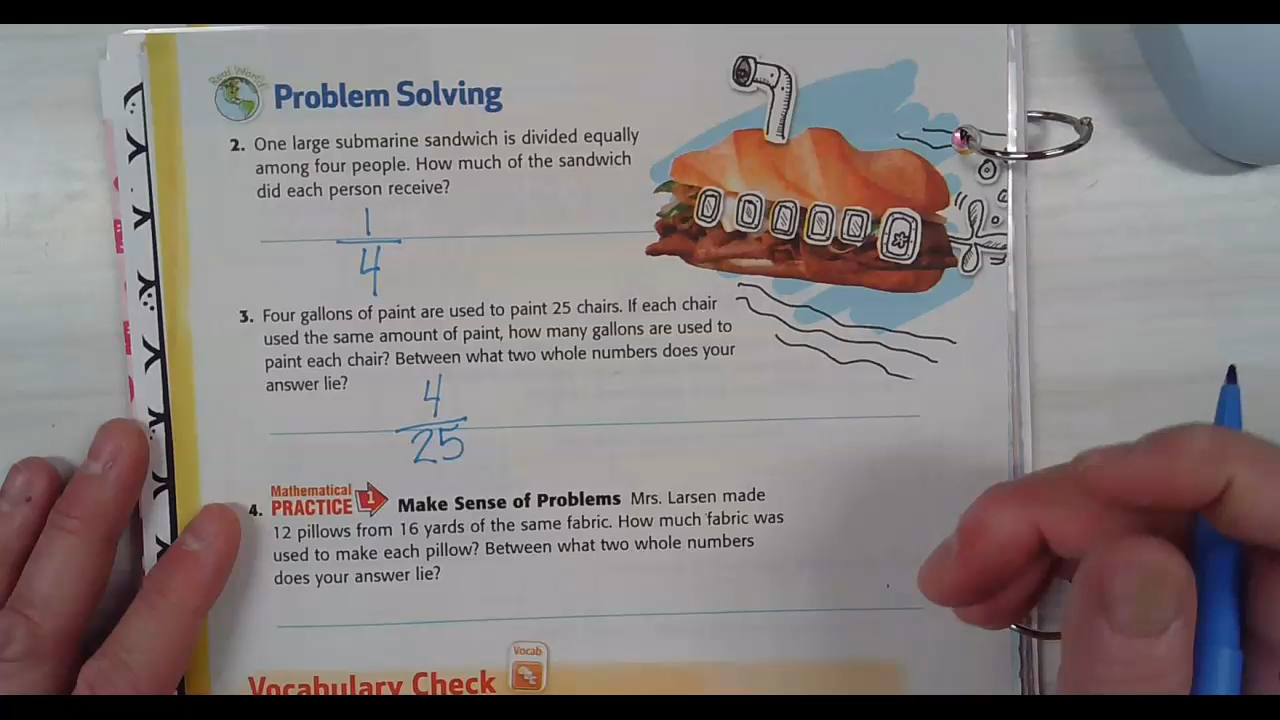 Real World
Problem Solving
2. One large submarine sandwich is divided equally
among four people. How much of the sandwich
did each person receive?
1
4
3. Four gallons of paint are used to paint 25 chairs. If each chair
used the same amount of paint, how many gallons are used to
paint each chair? Between what two whole numbers does your
answer lie?
4
25
Mathematical
4. PRACTICE 1 Make Sense of Problems Mrs. Larsen made
12 pillows from 16 yards of the same fabric. How much fabric was
used to make each pillow? Between what two whole numbers
does your answer lie?
Vocab
Vocabulary Check